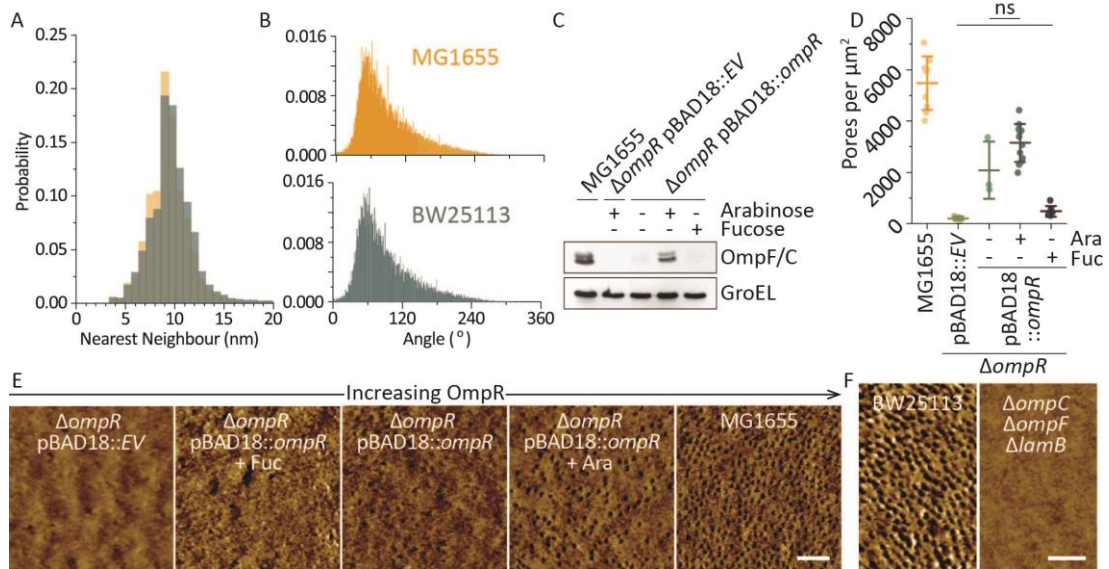 A
0.25
0.20
0.15
0.10
0.05
0.00
Probability
0
5
10
15
20
Nearest Neighbour (nm)
B
0.016
0.008
0.000
MG1655
0.016
0.008
0.000
BW25113
0
120
240
360
Angle (°)
C
MG1655
ΔompR pBAD18::EV
ΔompR pBAD18::ompR
+ - + - Arabinose
- - - + Fucose
OmpF/C
GroEL
D
ns
8000
6000
4000
2000
0
Pores per μm²
- + - Ara
- - + Fuc
MG1655
pBAD18::EV
pBAD18
::ompR
ΔompR
E
Increasing OmpR
ΔompR
pBAD18::EV
ΔompR
pBAD18::ompR
+ Fuc
ΔompR
pBAD18::ompR
ΔompR
pBAD18::ompR
+ Ara
MG1655
F
BW25113
ΔompC
ΔompF
ΔlamB